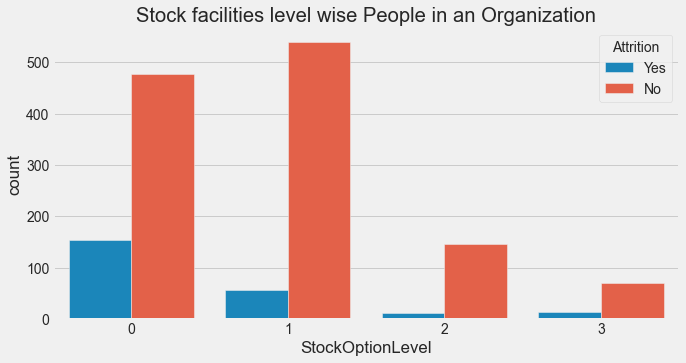 Stock facilities level wise People in an Organization
Attrition
Yes
No
500
400
300
200
100
0
count
0 1 2 3
StockOptionLevel